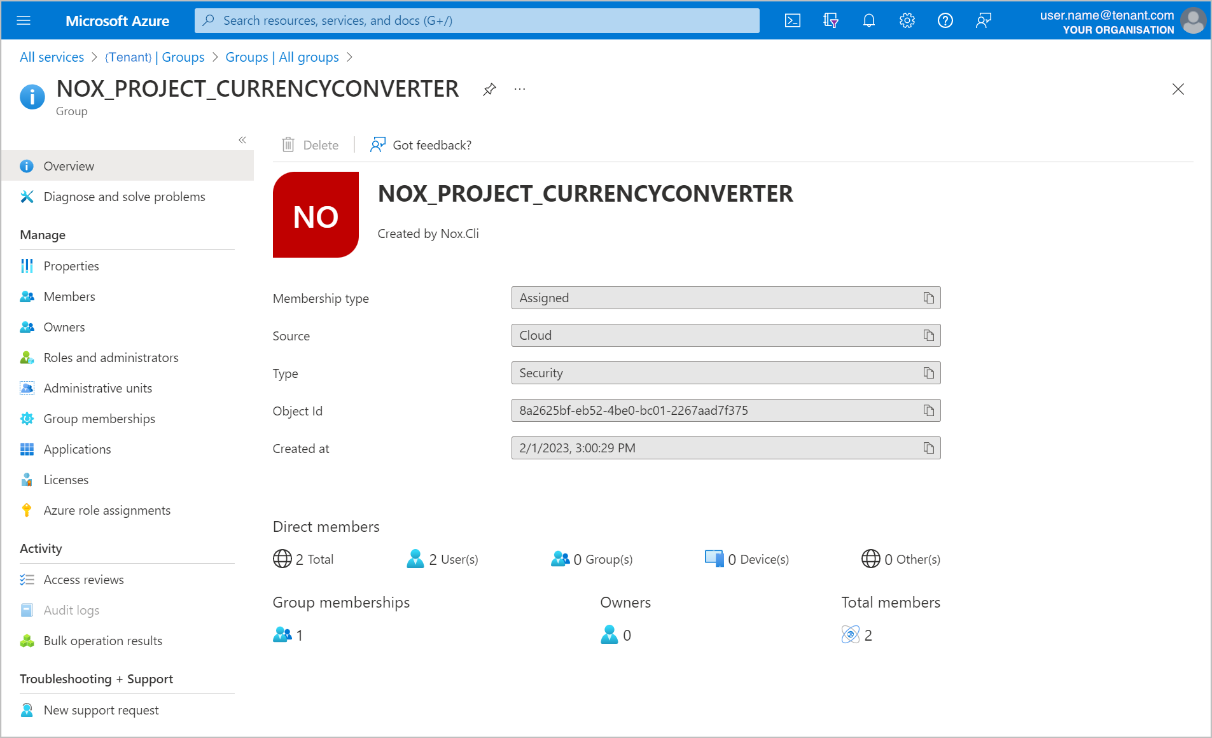 Microsoft Azure
Search resources, services, and docs (G+/)
user.name@tenant.com
YOUR ORGANISATION
All services > (Tenant) | Groups > Groups | All groups >
NOX_PROJECT_CURRENCYCONVERTER
Group
Overview
Diagnose and solve problems
Manage
Properties
Members
Owners
Roles and administrators
Administrative units
Group memberships
Applications
Licenses
Azure role assignments
Activity
Access reviews
Audit logs
Bulk operation results
Troubleshooting + Support
New support request
Delete
Got feedback?
NO
NOX_PROJECT_CURRENCYCONVERTER
Created by Nox.Cli
Membership type Assigned
Source Cloud
Type Security
Object Id 8a2625bf-eb52-4be0-bc01-2267aad7f375
Created at 2/1/2023, 3:00:29 PM
Direct members
2 Total 2 User(s) 0 Group(s) 0 Device(s) 0 Other(s)
Group memberships Owners Total members
1 0 2